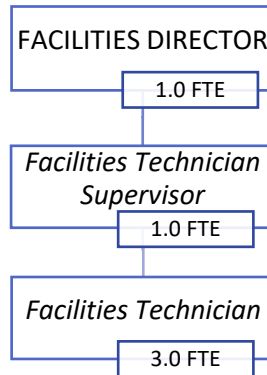 FACILITIES DIRECTOR
1.0 FTE
Facilities Technician
Supervisor
1.0 FTE
Facilities Technician
3.0 FTE